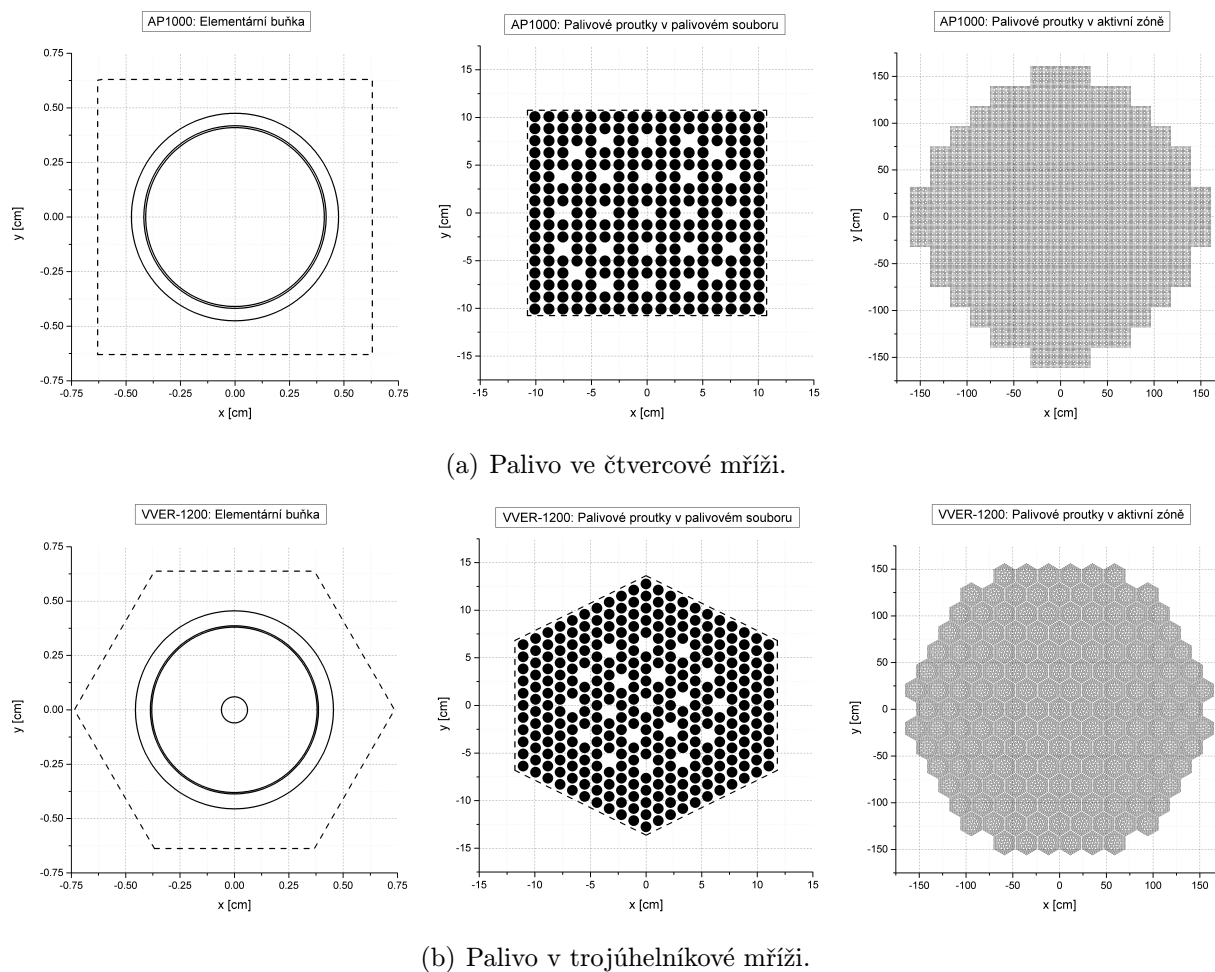 AP1000: Elementární buňka
0.75
0.50
0.25
0.00
-0.25
-0.50
-0.75
-0.75 -0.50 -0.25 0.00 0.25 0.50 0.75
x [cm]
y [cm]
AP1000: Palivové proutky v palivovém souboru
15
10
5
0
-5
-10
-15
-15 -10 -5 0 5 10 15
x [cm]
y [cm]
AP1000: Palivové proutky v aktivní zóně
150
100
50
0
-50
-100
-150
-150 -100 -50 0 50 100 150
x [cm]
y [cm]
(a) Palivo ve čtvercové mříži.
VVER-1200: Elementární buňka
0.75
0.50
0.25
0.00
-0.25
-0.50
-0.75
-0.75 -0.50 -0.25 0.00 0.25 0.50 0.75
x [cm]
y [cm]
VVER-1200: Palivové proutky v palivovém souboru
15
10
5
0
-5
-10
-15
-15 -10 -5 0 5 10 15
x [cm]
y [cm]
VVER-1200: Palivové proutky v aktivní zóně
150
100
50
0
-50
-100
-150
-150 -100 -50 0 50 100 150
x [cm]
y [cm]
(b) Palivo v trojúhelníkové mříži.